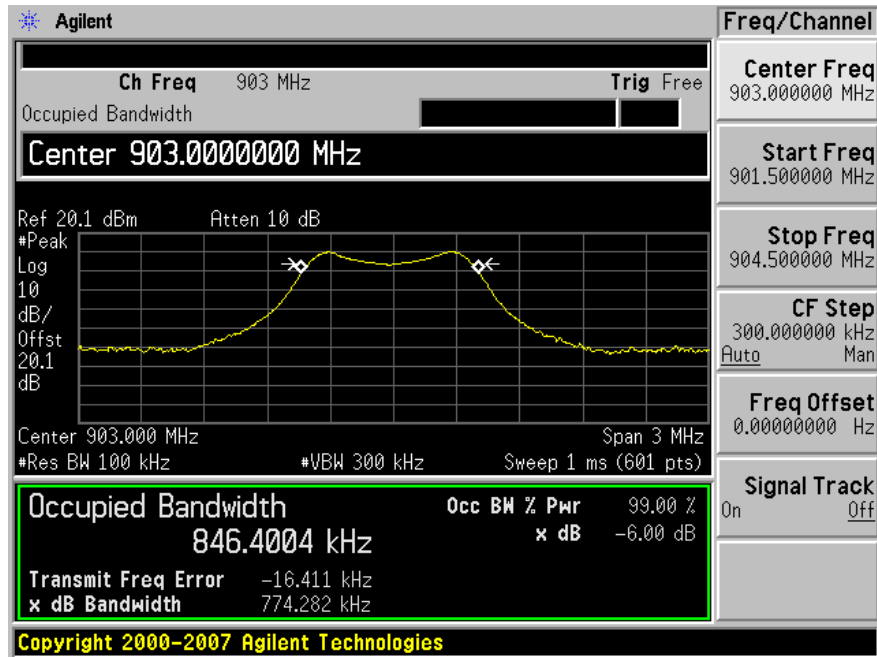 Agilent
Freq/Channel
Ch Freq 903 MHz Trig Free
Occupied Bandwidth
Center 903.0000000 MHz
Ref 20.1 dBm Atten 10 dB
#Peak
Log
10
dB/
Offst
20.1
dB
Center 903.000 MHz Span 3 MHz
#Res BW 100 kHz #VBW 300 kHz Sweep 1 ms (601 pts)
Occupied Bandwidth
846.4004 kHz
Occ BW % Pwr 99.00 %
x dB -6.00 dB
Transmit Freq Error -16.411 kHz
x dB Bandwidth 774.282 kHz
Center Freq
903.000000 MHz
Start Freq
901.500000 MHz
Stop Freq
904.500000 MHz
CF Step
300.000000 kHz
Auto Man
Freq Offset
0.00000000 Hz
Signal Track
On Off
Copyright 2000-2007 Agilent Technologies